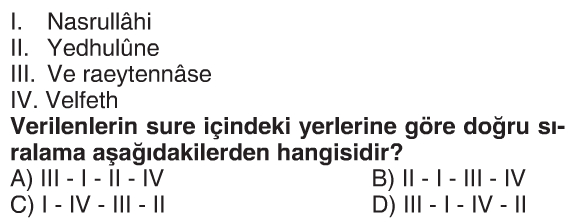 I. Nasrullâhi
II. Yedhulûne
III. Ve raeytennâse
IV. Velfeth
Verilenlerin sure içindeki yerlerine göre doğru sı-
ralama aşağıdakilerden hangisidir?
A) III - I - II - IV B) II - I - III - IV
C) I - IV - III - II D) III - I - IV - II